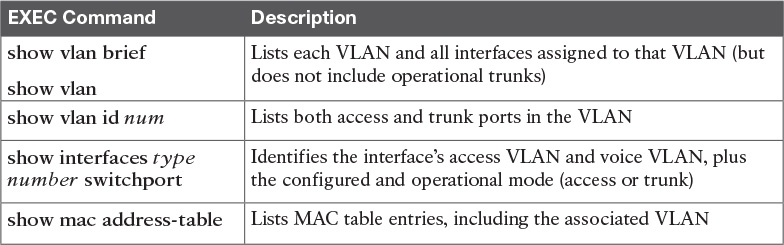 EXEC Command Description
show vlan brief
show vlan
Lists each VLAN and all interfaces assigned to that VLAN (but
does not include operational trunks)
show vlan id num
Lists both access and trunk ports in the VLAN
show interfaces type
number switchport
Identifies the interface's access VLAN and voice VLAN, plus
the configured and operational mode (access or trunk)
show mac address-table
Lists MAC table entries, including the associated VLAN